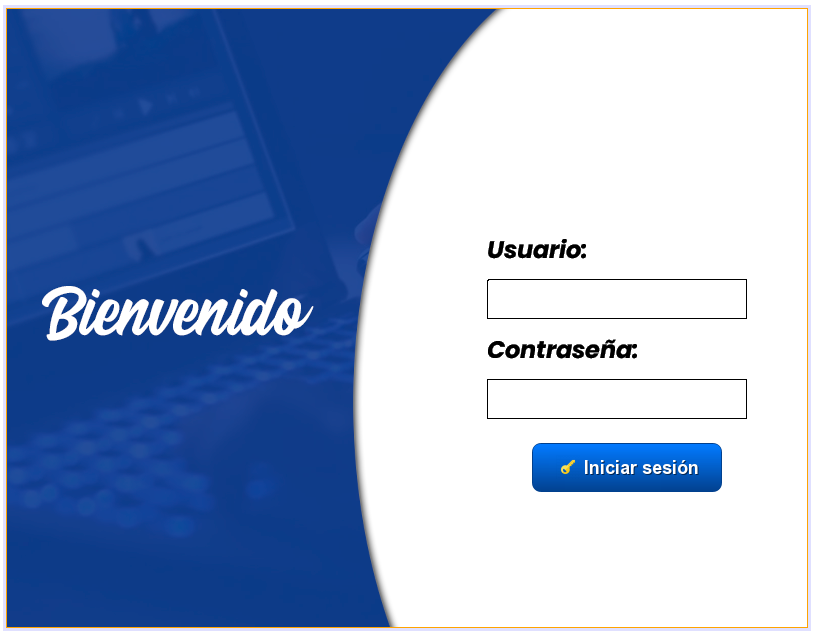 Bienvenido
Usuario:
Contraseña:
Iniciar sesión